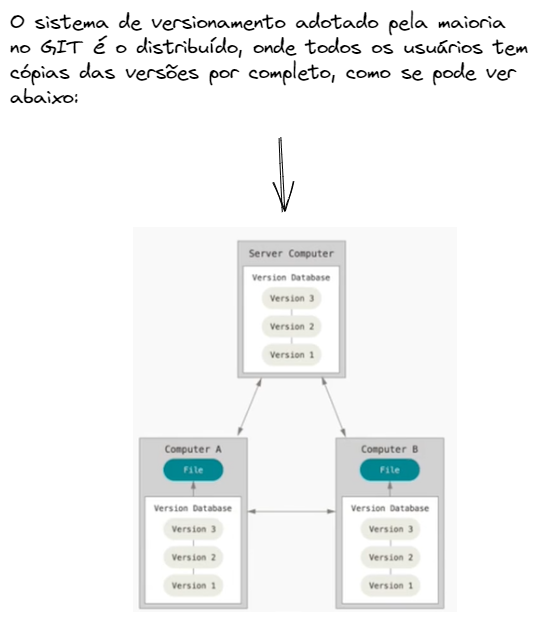 O sistema de versionamento adotado pela maioria
no GIT é o distribuído, onde todos os usuários tem
cópias das versões por completo, como se pode ver
abaixo:
Server Computer
Version Database
Version 3
Version 2
Version 1
Computer A
File
Version Database
Version 3
Version 2
Version 1
Computer B
File
Version Database
Version 3
Version 2
Version 1